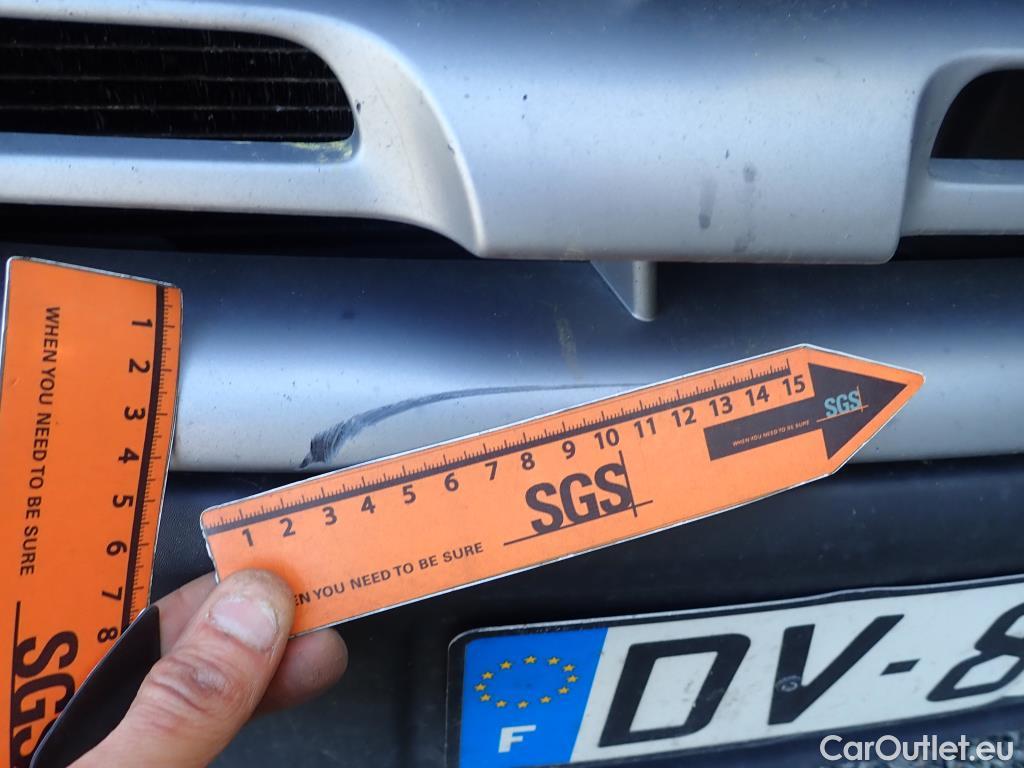 1 2 3 4 5 6 7 8
WHEN YOU NEED TO BE SURE
SGS
1 2 3 4 5 6 7 8 9 10 11 12 13 14 15
SGS
WHEN YOU NEED TO BE SURE
SGS
EN YOU NEED TO BE SURE
F DV-8
CarOutlet.eu